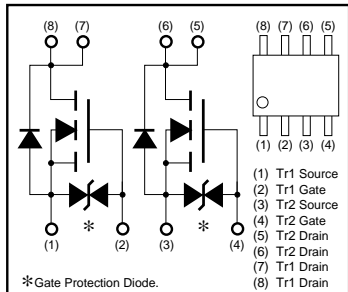 (8) (7) (6) (5) (8) (7) (6) (5)
(1) (2) (3) (4)
* *
(1) (2) (3) (4)
(1) Tr1 Source
(2) Tr1 Gate
(3) Tr2 Source
(4) Tr2 Gate
(5) Tr2 Drain
(6) Tr2 Drain
(7) Tr1 Drain
(8) Tr1 Drain
*Gate Protection Diode.